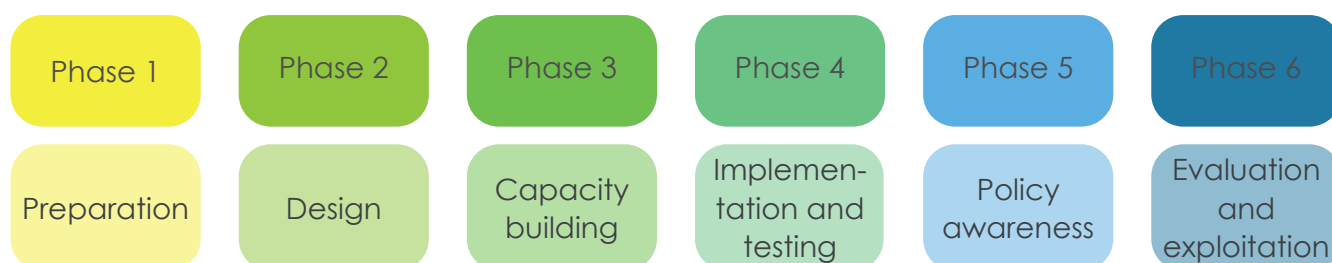 Phase 1
Phase 2
Phase 3
Phase 4
Phase 5
Phase 6
Preparation
Design
Capacity
building
Implemen-
tation and
testing
Policy
awareness
Evaluation
and
exploitation